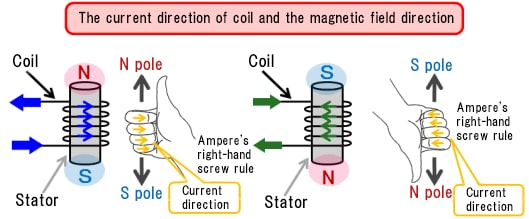 The current direction of coil and the magnetic field direction
Coil
N
S
Stator
N pole
S pole
Ampere's
right-hand
screw rule
Current
direction
Coil
S
N
Stator
S pole
N pole
Ampere's
right-hand
screw rule
Current
direction